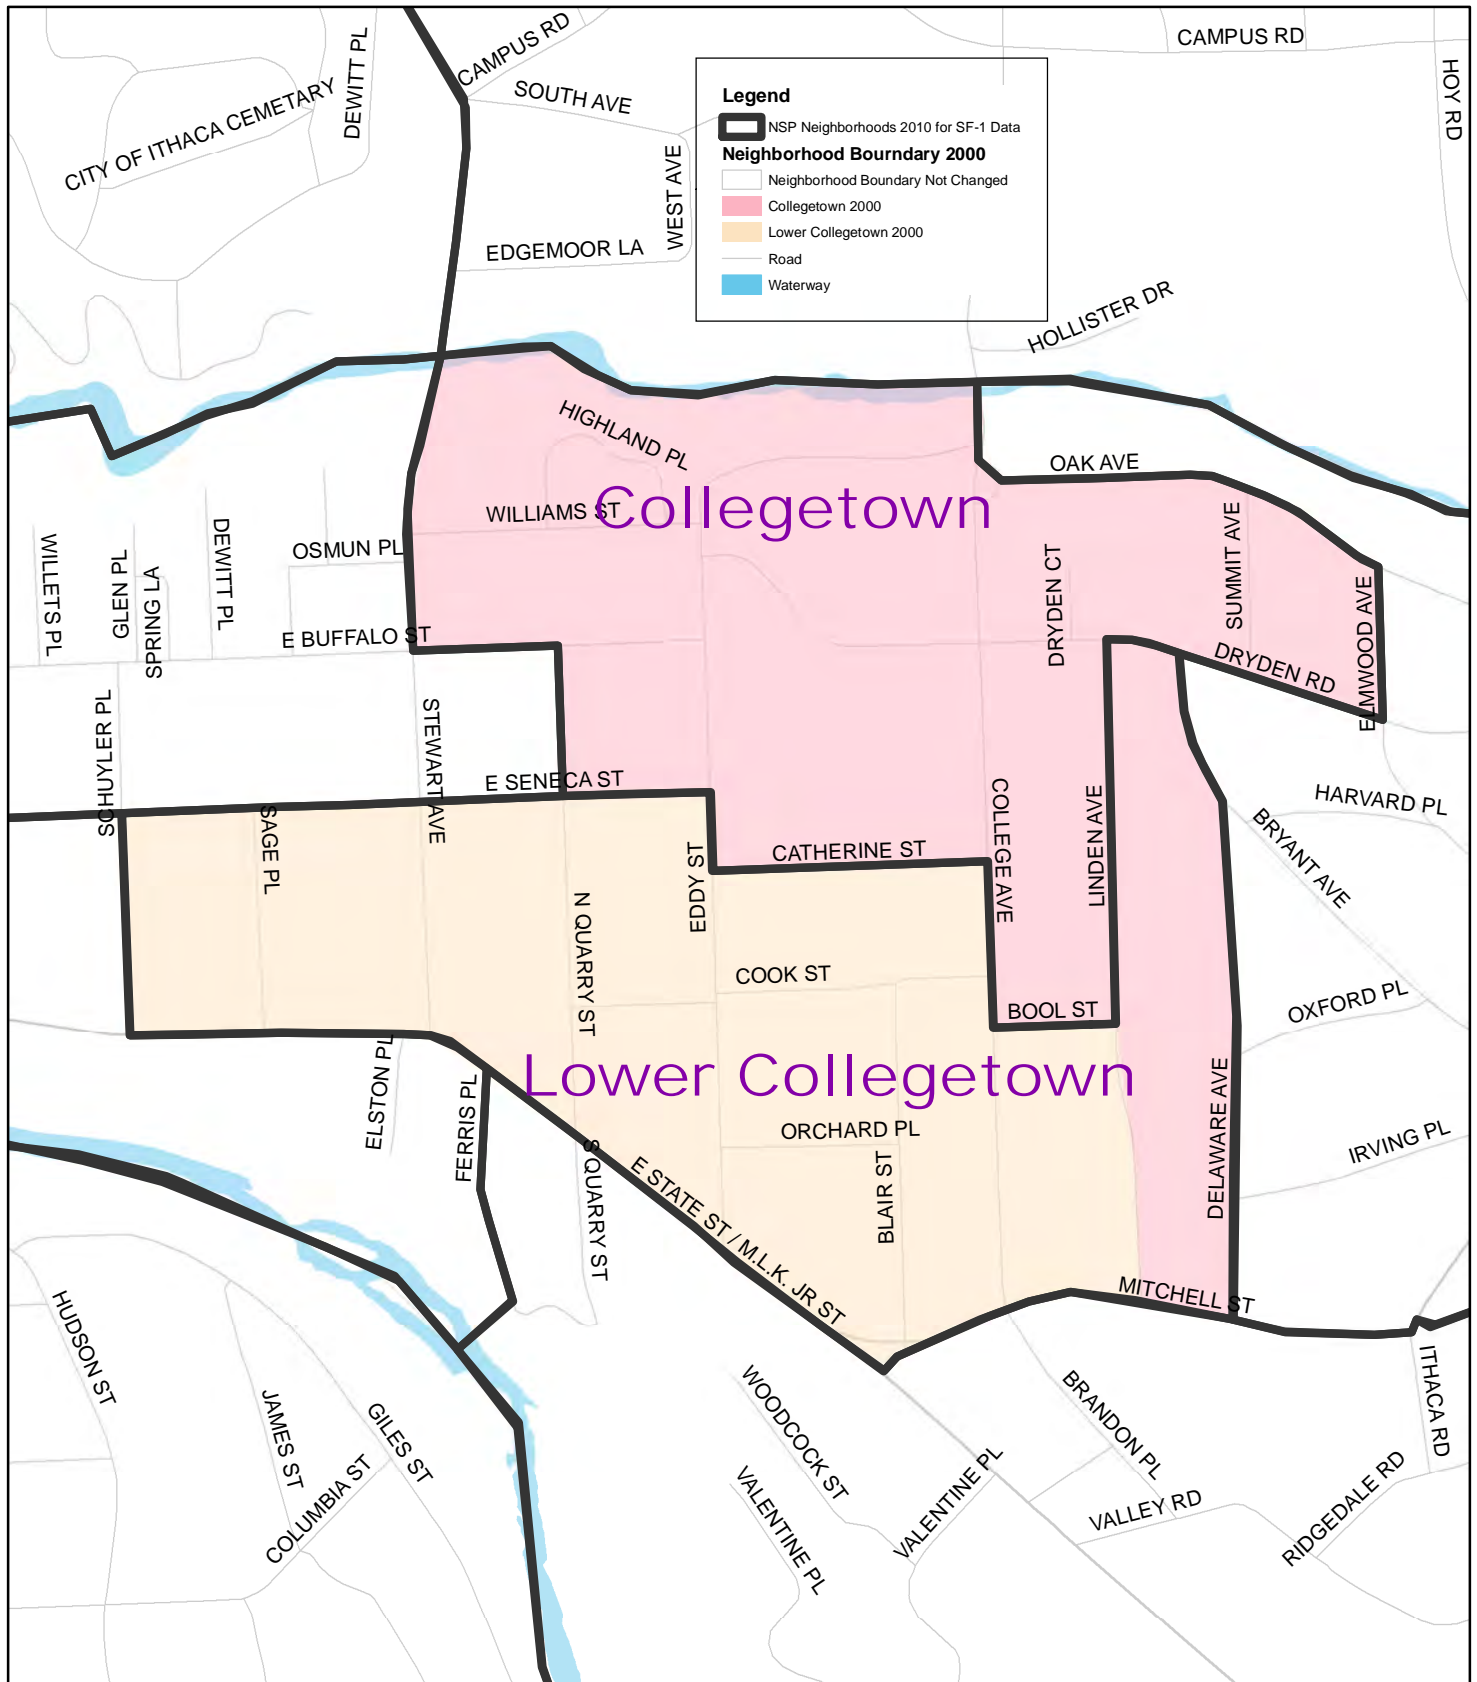 CAMPUS RD
CAMPUS RD
DEWITT PL
HOY RD
SOUTH AVE
CITY OF ITHACA CEMETARY
WEST AVE
EDGEMOOR LA
Legend
NSP Neighborhoods 2010 for SF-1 Data
Neighborhood Bourndary 2000
Neighborhood Boundary Not Changed
Collegetown 2000
Lower Collegetown 2000
Road
Waterway
HOLLISTER DR
HIGHLAND PL
OAK AVE
Collegetown
WILLIAMS ST
SUMMIT AVE
WILLETS PL
GLEN PL
SPRING LA
DEWITT PL
OSMUN PL
DRYDEN CT
ELMWOOD AVE
E BUFFALO ST
DRYDEN RD
SCHUYLER PL
STEWART AVE
E SENECA ST
COLLEGE AVE
LINDEN AVE
HARVARD PL
BRYANT AVE
SAGE PL
EDDY ST
CATHERINE ST
N QUARRY ST
COOK ST
BOOL ST
OXFORD PL
Lower Collegetown
ELSTON PL
FERRIS PL
DELAWARE AVE
ORCHARD PL
IRVING PL
BLAIR ST
S QUARRY ST
E STATE ST / M.L.K. JR ST
MITCHELL ST
HUDSON ST
ITHACA RD
JAMES ST
GILES ST
WOODCOCK ST
BRANDON PL
COLUMBIA ST
VALENTINE PL
VALENTINE PL
VALLEY RD
RIDGEDALE RD